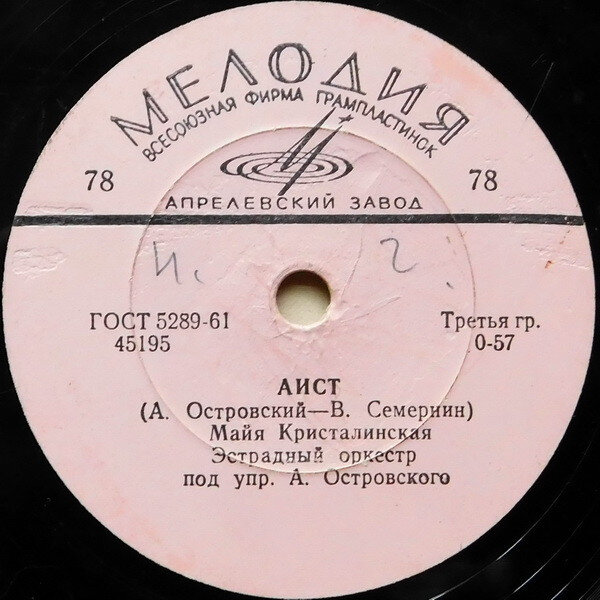 МЕЛОДИЯ
ВСЕСОЮЗНАЯ ФИРМА ГРАМПЛАСТИНОК
78 78
АПРЕЛЕВСКИЙ ЗАВОД
ГОСТ 5289-61 Третья гр.
45195 0-57
АИСТ
(А. Островский—В. Семернин)
Майя Кристалинская
Эстрадный оркестр
под упр. А. Островского